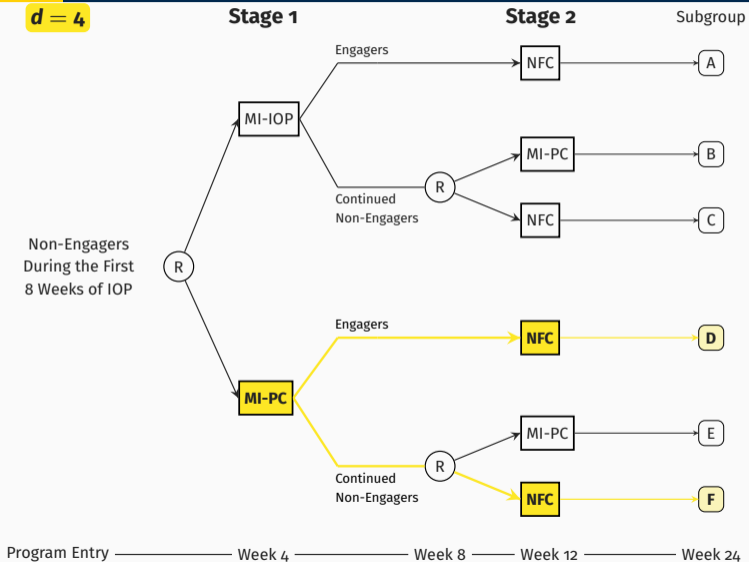 d = 4
Stage 1
Stage 2
Subgroup
Engagers
NFC
A
MI-IOP
MI-PC
B
R
Continued
Non-Engagers
NFC
C
Non-Engagers
During the First
8 Weeks of IOP
R
Engagers
NFC
D
MI-PC
MI-PC
E
R
Continued
Non-Engagers
NFC
F
Program Entry
Week 4
Week 8
Week 12
Week 24